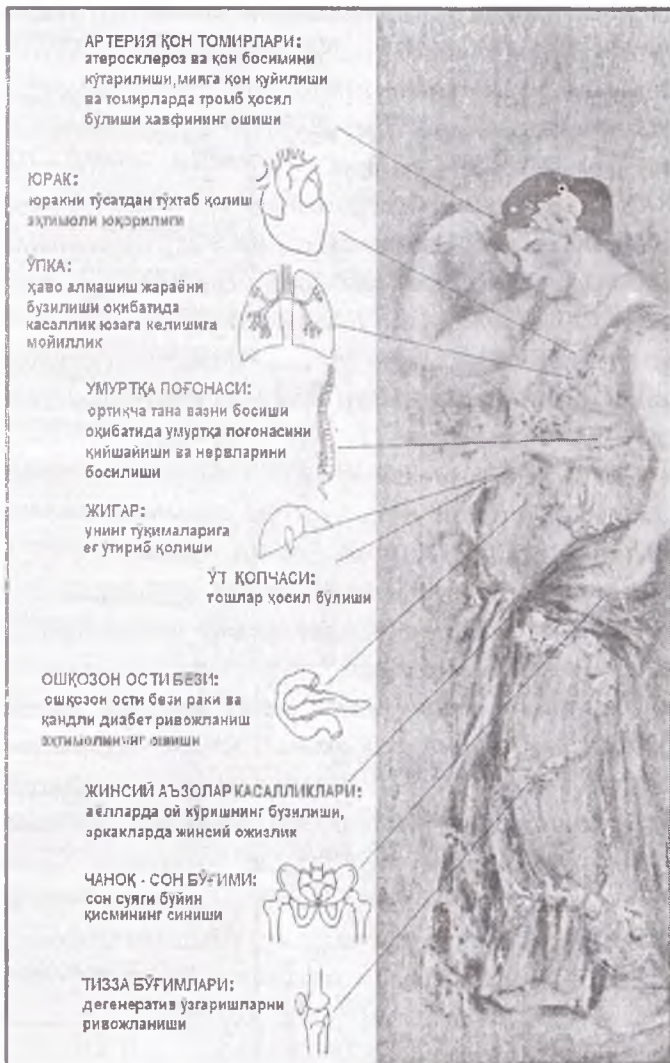 АРТЕРИЯ ҚОН ТОМИРЛАРИ:
атеросклероз ва қон босимини
кўтарилиши,мияга қон қуйилиши
ва томирларда тромб ҳосил
булиши хавфининг ошиши
ЮРАК:
юракни тўсатдан тўхтаб қолиш
эҳтимоли юқорилиги
ЎПКА:
ҳаво алмашиш жараёни
бузилиши оқибатида
касаллик юзага келишига
мойиллик
УМУРТҚА ПОҒОНАСИ:
ортиқча тана вазни босиши
оқибатида умуртқа поғонасини
қийшайиши ва нервларини
босилиши
ЖИГАР:
унинг тўқималарига
ёғ утириб қолиши
ЎТ ҚОПЧАСИ:
тошлар ҳосил бўлиши
ОШҚОЗОН ОСТИ БЕЗИ:
ошқозон ости бези раки ва
қандли диабет ривожланиш
эҳтимолининг ошиши
ЖИНСИЙ АЪЗОЛАР КАСАЛЛИКЛАРИ:
аёлларда ой кўришнинг бузилиши,
эркакларда жинсий ожизлик
ЧАНОҚ - СОН БЎҒИМИ:
сон суяги бўйин
қисмининг синиши
ТИЗЗА БЎҒИМЛАРИ:
дегенератив ўзгаришларни
ривожланиши